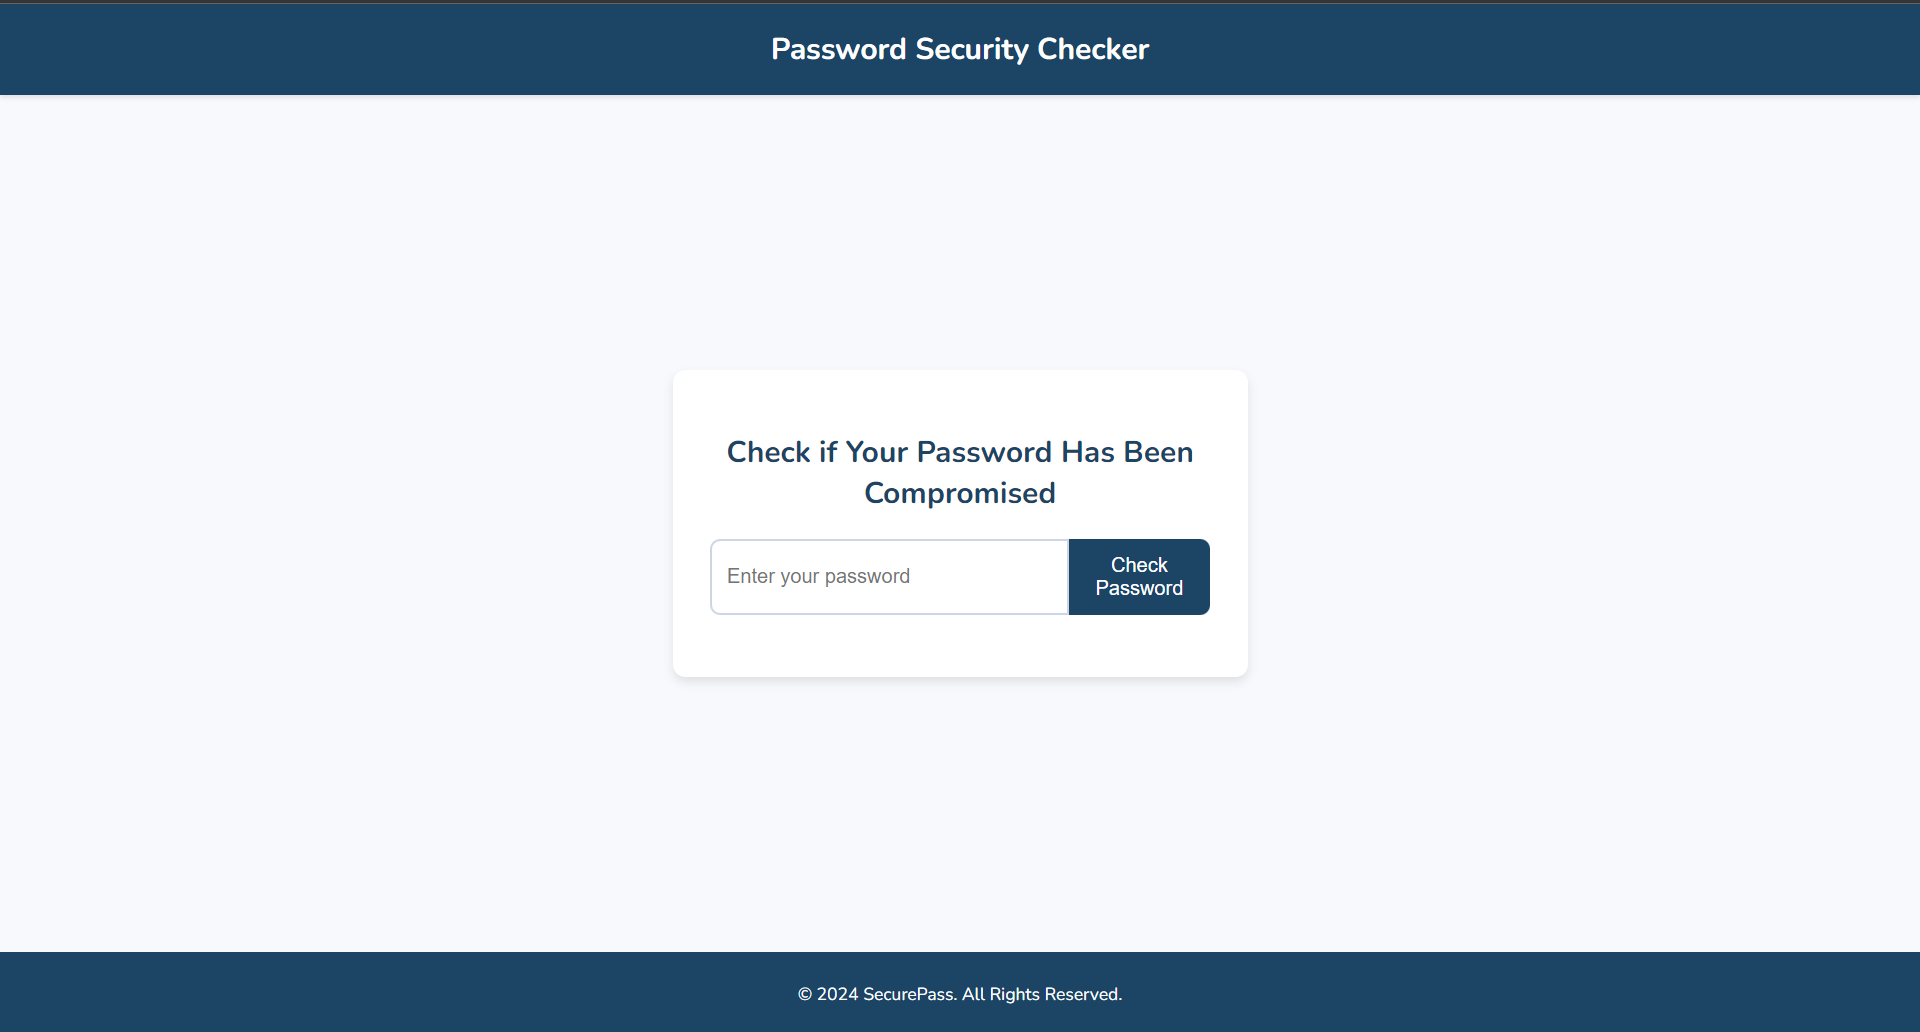 Password Security Checker
Check if Your Password Has Been
Compromised
Enter your password
Check
Password
© 2024 SecurePass. All Rights Reserved.